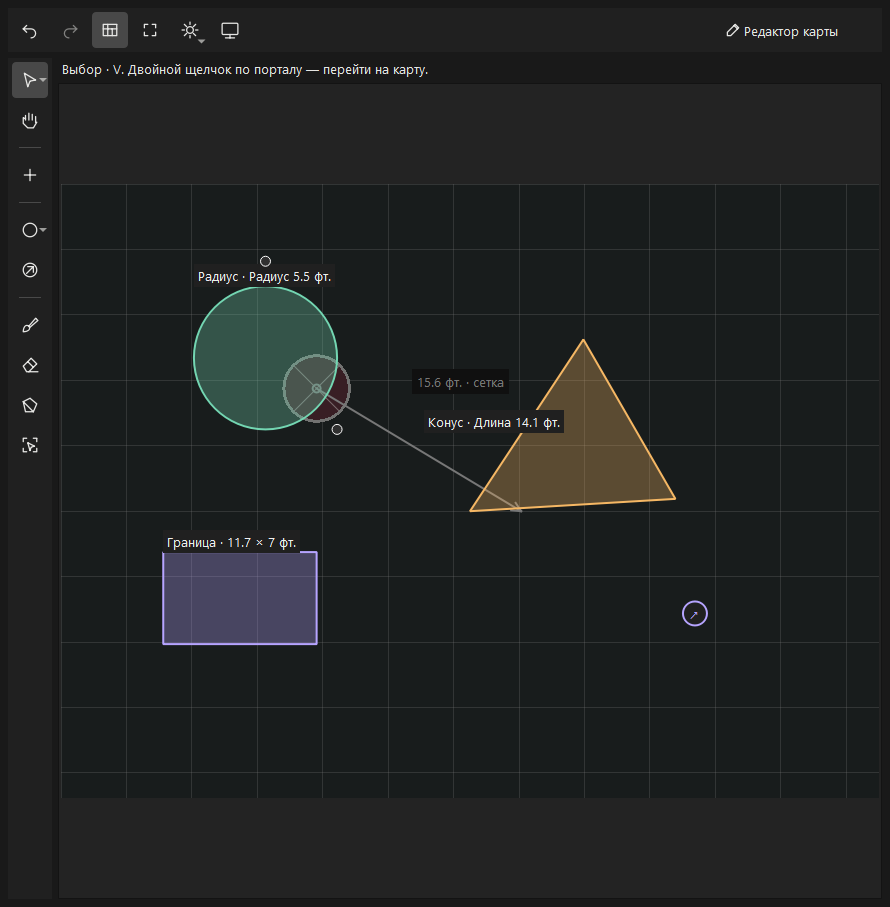 Редактор карты
Выбор · V. Двойной щелчок по порталу — перейти на карту.
Радиус · Радиус 5.5 фт.
15.6 фт. · сетка
Конус · Длина 14.1 фт.
Граница · 11.7 × 7 фт.